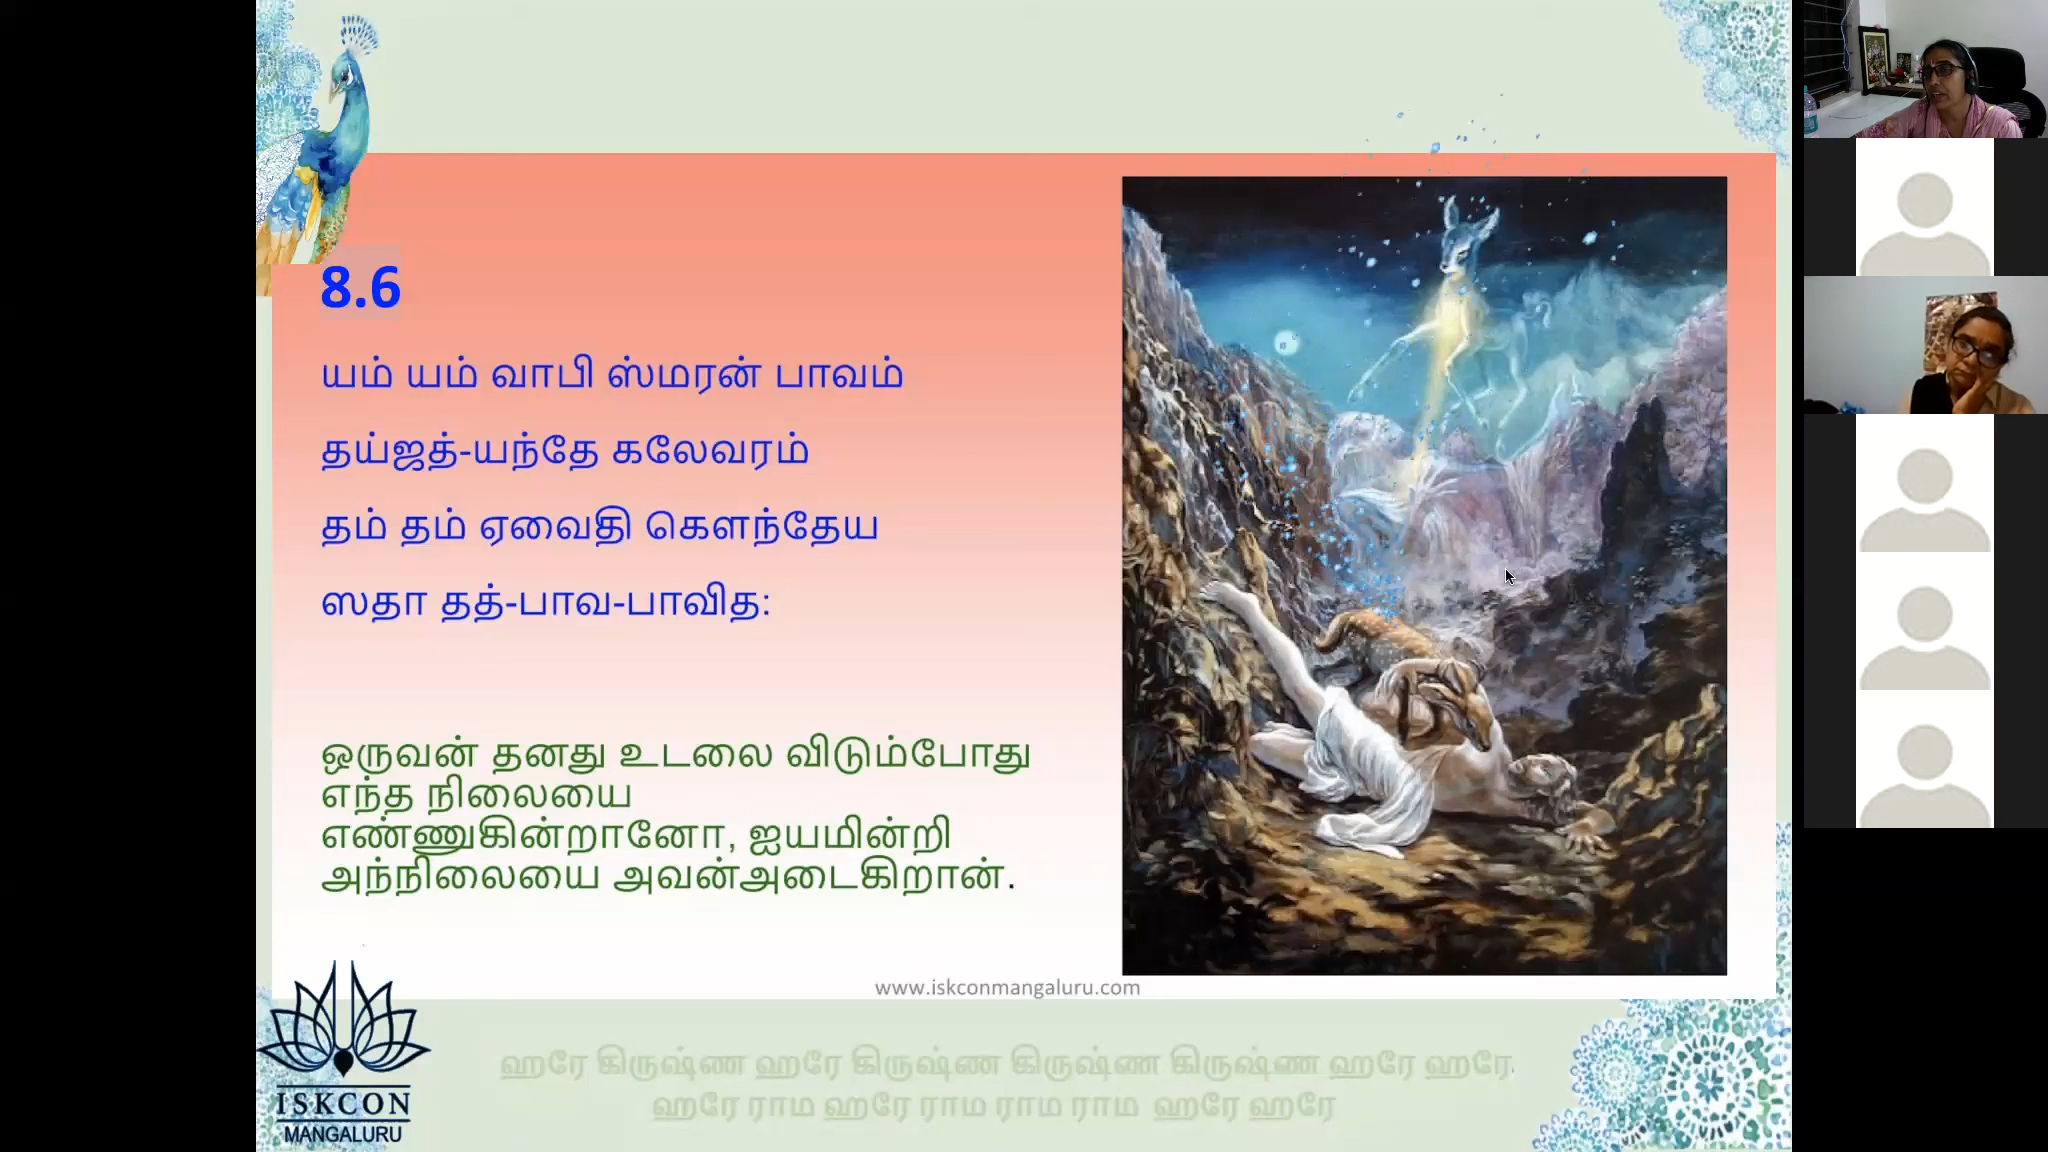 8.6
யம் யம் வாபி ஸ்மரன் பாவம்
தய்ஜத்-யந்தே கலேவரம்
தம் தம் ஏவைதி கௌந்தேய
ஸதா தத்-பாவ-பாவித:
ஒருவன் தனது உடலை விடும்போது
எந்த நிலையை
எண்ணுகின்றானோ, ஐயமின்றி
அந்நிலையை அவன்அடைகிறான்.
www.iskconmangaluru.com
ISKCON
MANGALURU
ஹரே கிருஷ்ண ஹரே கிருஷ்ண கிருஷ்ண கிருஷ்ண ஹரே ஹரே
ஹரே ராம ஹரே ராம ராம ராம ஹரே ஹரே